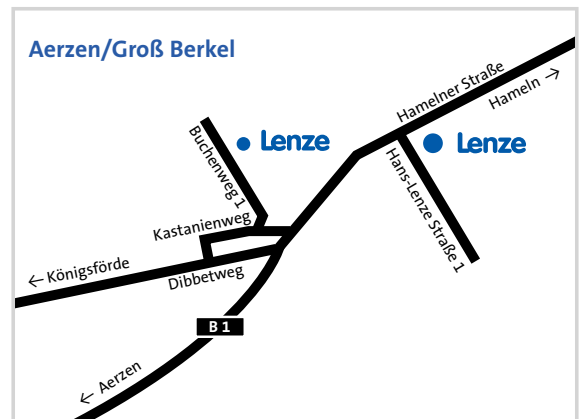 Aerzen/Groß Berkel
Hamelner Straße
Hameln →
Lenze
Lenze
Buchenweg 1
Hans-Lenze Straße 1
Kastanienweg
← Königsförde
Dibbetweg
B 1
← Aerzen